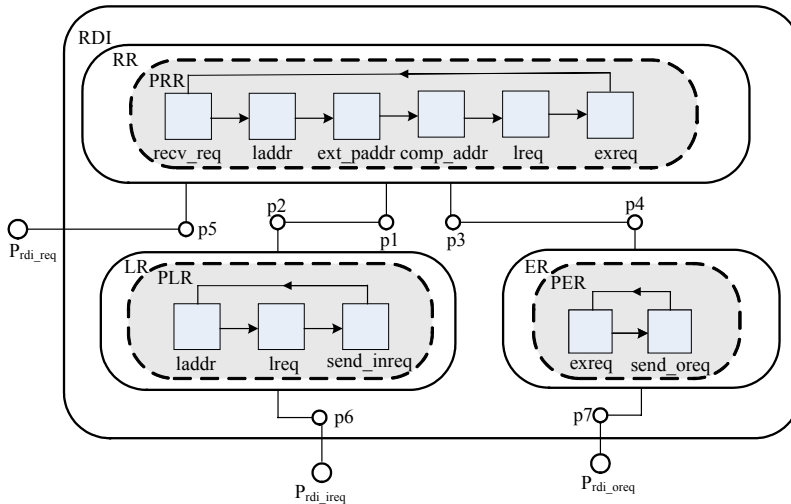 RDI
RR
PRR
recv_req laddr ext_paddr comp_addr lreq exreq
p5 p2 p1 p3 p4
P_rdi_req
LR
PLR
laddr lreq send_inreq
ER
PER
exreq send_oreq
p6 p7
P_rdi_ireq P_rdi_oreq